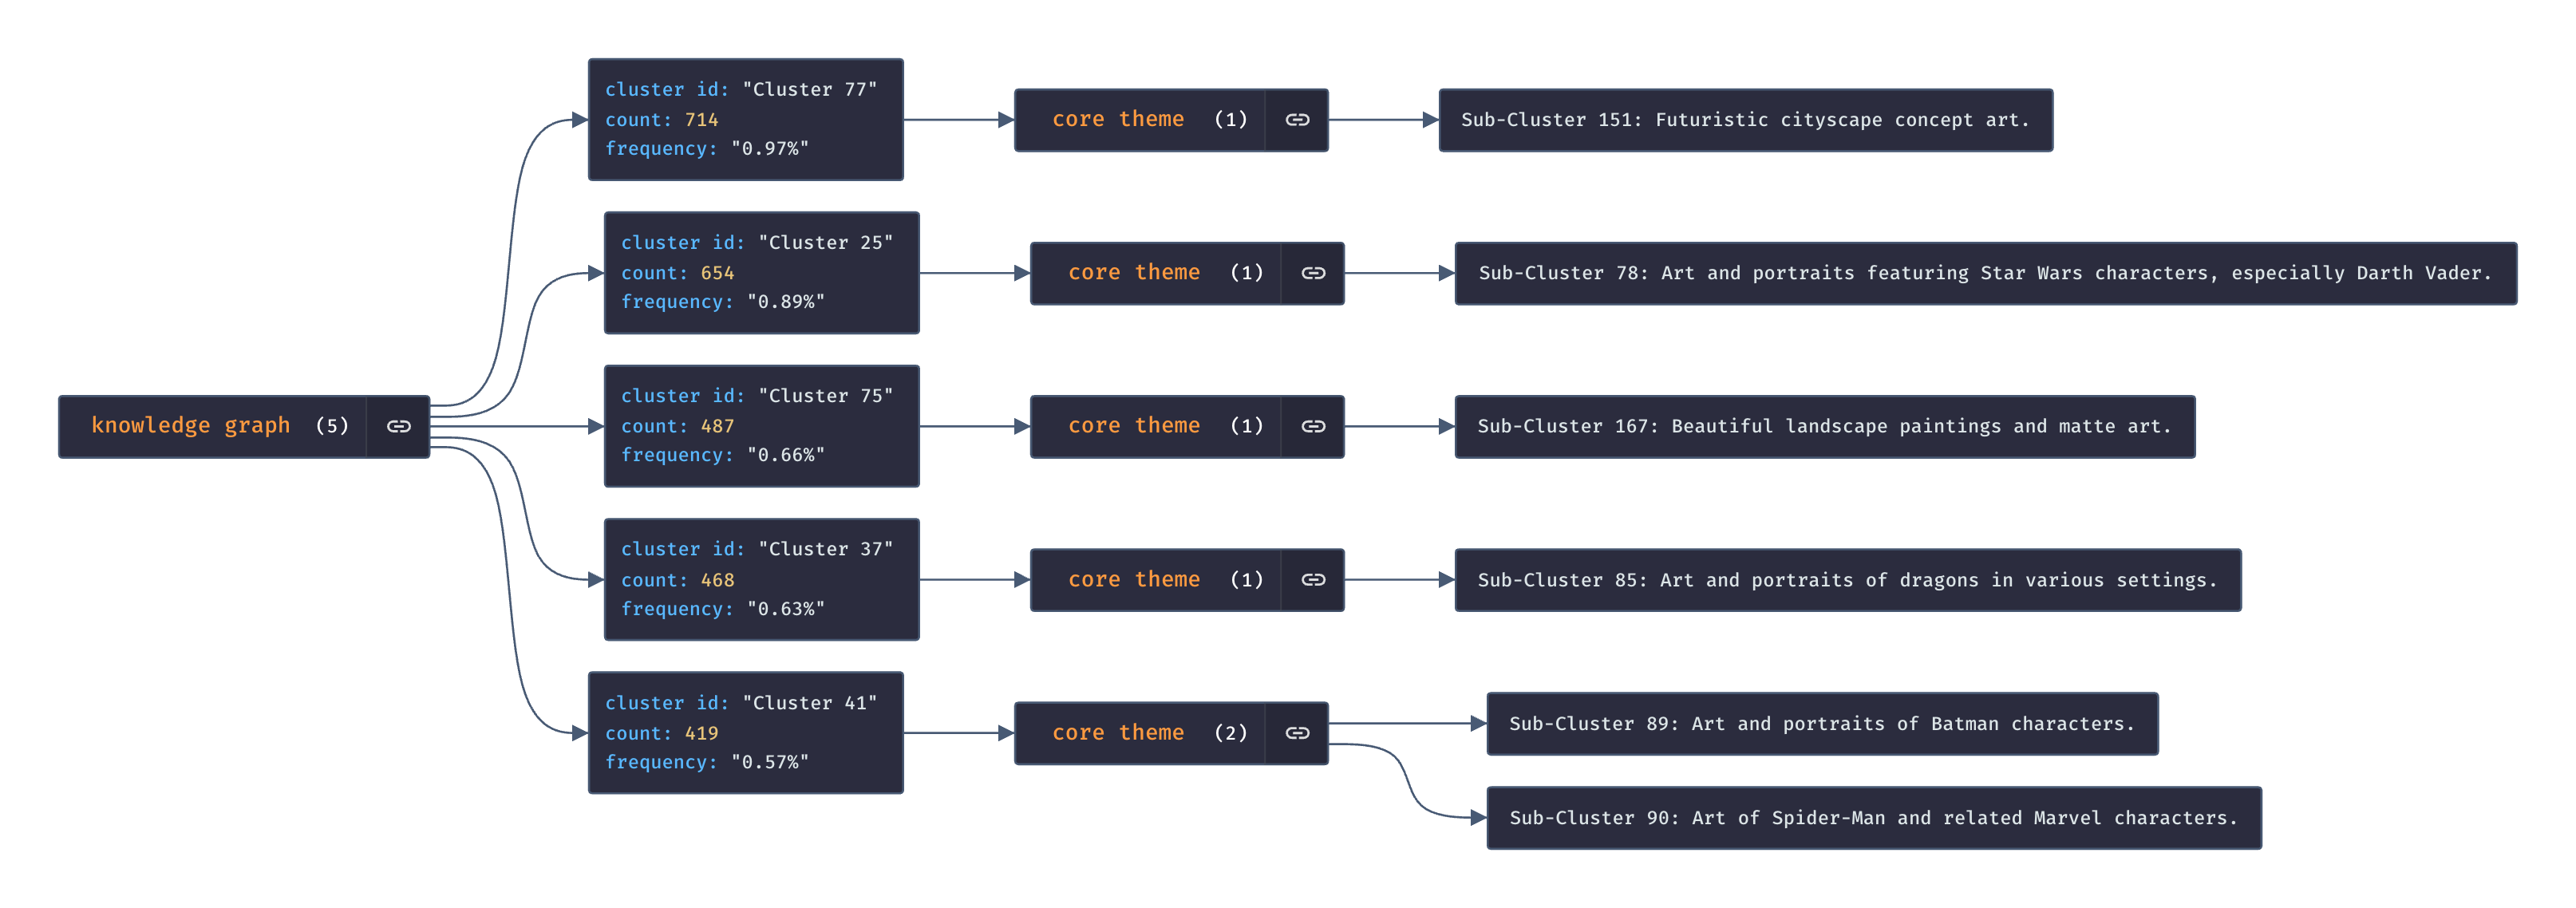 cluster id: "Cluster 77"
count: 714
frequency: "0.97%"
core theme (1)
Sub-Cluster 151: Futuristic cityscape concept art.
cluster id: "Cluster 25"
count: 654
frequency: "0.89%"
core theme (1)
Sub-Cluster 78: Art and portraits featuring Star Wars characters, especially Darth Vader.
knowledge graph (5)
cluster id: "Cluster 75"
count: 487
frequency: "0.66%"
core theme (1)
Sub-Cluster 167: Beautiful landscape paintings and matte art.
cluster id: "Cluster 37"
count: 468
frequency: "0.63%"
core theme (1)
Sub-Cluster 85: Art and portraits of dragons in various settings.
cluster id: "Cluster 41"
count: 419
frequency: "0.57%"
core theme (2)
Sub-Cluster 89: Art and portraits of Batman characters.
Sub-Cluster 90: Art of Spider-Man and related Marvel characters.